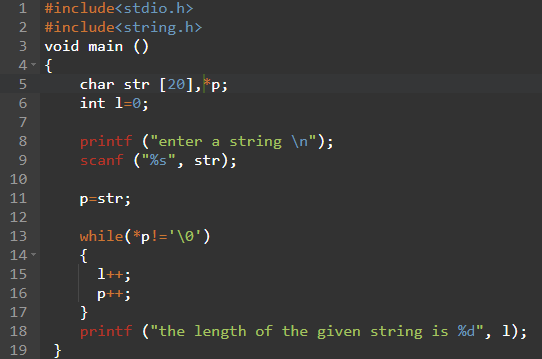 1 #include<stdio.h>
2 #include<string.h>
3 void main ()
4 {
5 char str [20],*p;
6 int l=0;
7
8 printf ("enter a string \n");
9 scanf ("%s", str);
10
11 p=str;
12
13 while(*p!='\0')
14 {
15 l++;
16 p++;
17 }
18 printf ("the length of the given string is %d", l);
19 }